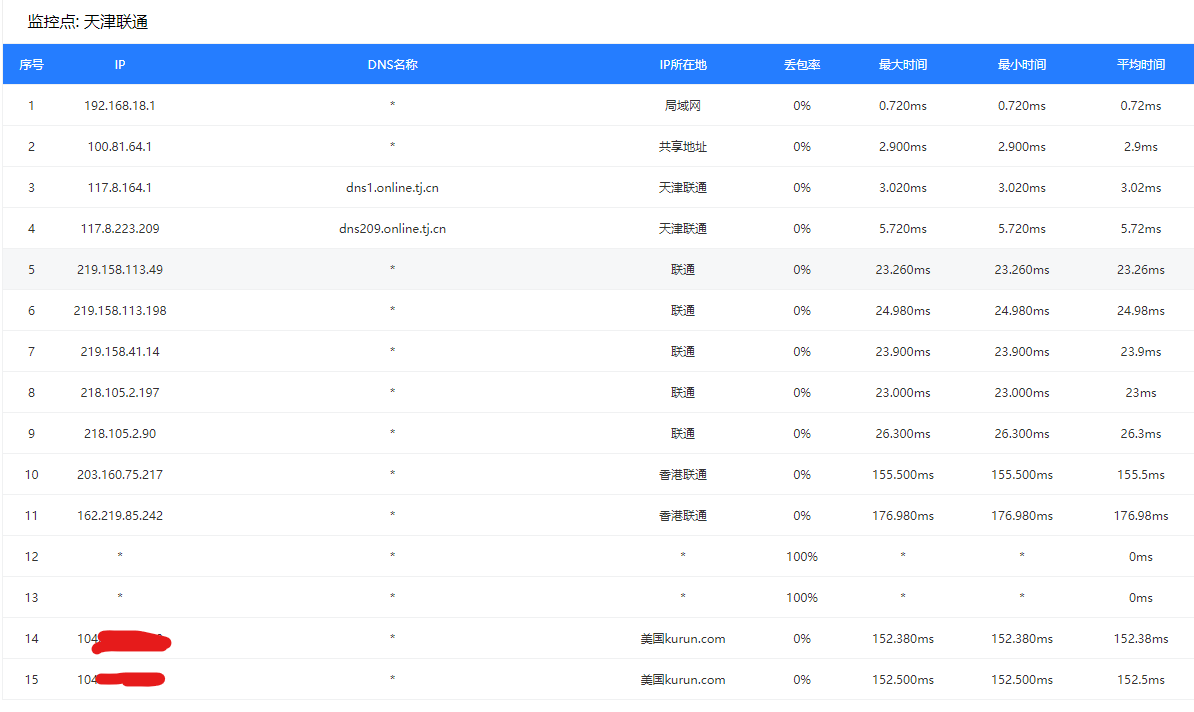 监控点: 天津联通
序号 IP DNS名称 IP所在地 丢包率 最大时间 最小时间 平均时间
1 192.168.18.1 * 局域网 0% 0.720ms 0.720ms 0.72ms
2 100.81.64.1 * 共享地址 0% 2.900ms 2.900ms 2.9ms
3 117.8.164.1 dns1.online.tj.cn 天津联通 0% 3.020ms 3.020ms 3.02ms
4 117.8.223.209 dns209.online.tj.cn 天津联通 0% 5.720ms 5.720ms 5.72ms
5 219.158.113.49 * 联通 0% 23.260ms 23.260ms 23.26ms
6 219.158.113.198 * 联通 0% 24.980ms 24.980ms 24.98ms
7 219.158.41.14 * 联通 0% 23.900ms 23.900ms 23.9ms
8 218.105.2.197 * 联通 0% 23.000ms 23.000ms 23ms
9 218.105.2.90 * 联通 0% 26.300ms 26.300ms 26.3ms
10 203.160.75.217 * 香港联通 0% 155.500ms 155.500ms 155.5ms
11 162.219.85.242 * 香港联通 0% 176.980ms 176.980ms 176.98ms
12 * * * 100% * * 0ms
13 * * * 100% * * 0ms
14 104 * 美国kurun.com 0% 152.380ms 152.380ms 152.38ms
15 104 * 美国kurun.com 0% 152.500ms 152.500ms 152.5ms